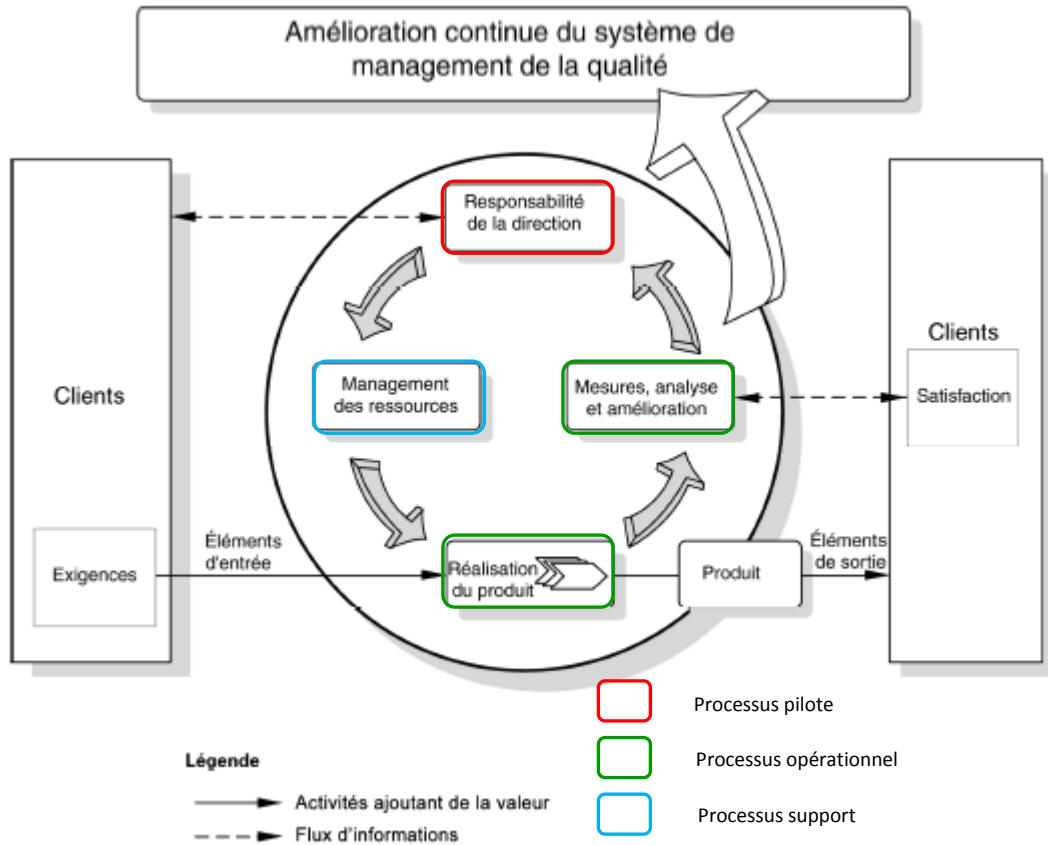 Amélioration continue du système de
management de la qualité
Responsabilité
de la direction
Clients
Management
des ressources
Mesures, analyse
et amélioration
Clients
Satisfaction
Exigences
Éléments
d'entrée
Réalisation
du produit
Produit
Éléments
de sortie
Processus pilote
Processus opérationnel
Processus support
Légende
Activités ajoutant de la valeur
Flux d'informations